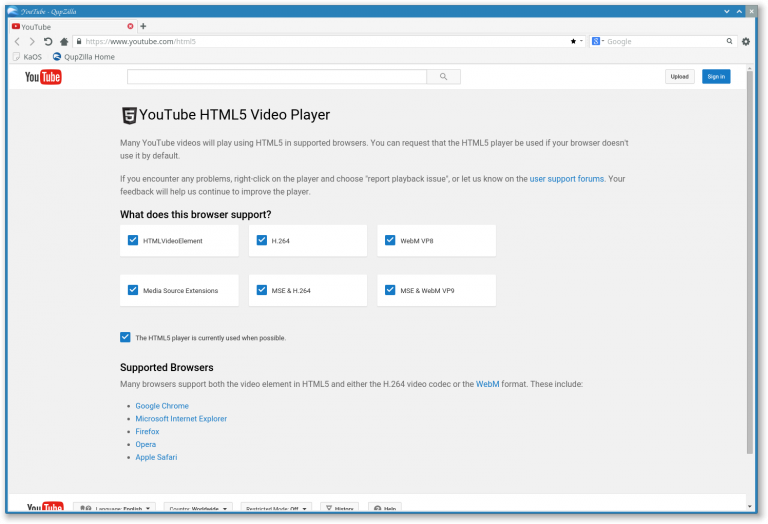 YouTube - QupZilla
YouTube
https://www.youtube.com/html5
Google
KaOS QupZilla Home
YouTube Upload Sign in
YouTube HTML5 Video Player
Many YouTube videos will play using HTML5 in supported browsers. You can request that the HTML5 player be used if your browser doesn't
use it by default.
If you encounter any problems, right-click on the player and choose "report playback issue", or let us know on the user support forums. Your
feedback will help us continue to improve the player.
What does this browser support?
HTMLVideoElement H.264 WebM VP8
Media Source Extensions MSE & H.264 MSE & WebM VP9
The HTML5 player is currently used when possible.
Supported Browsers
Many browsers support both the video element in HTML5 and either the H.264 video codec or the WebM format. These include:
Google Chrome
Microsoft Internet Explorer
Firefox
Opera
Apple Safari
YouTube Language: English Country: Worldwide Restricted Mode: Off History Help